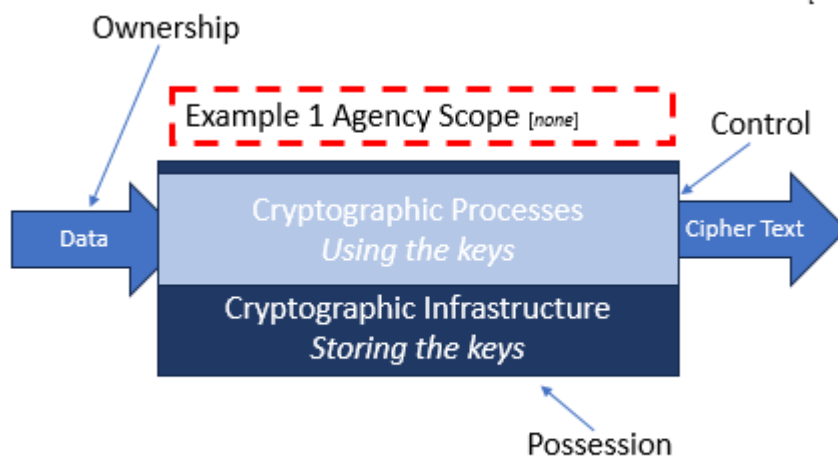 [
Ownership
Example 1 Agency Scope [none]
Control
Cryptographic Processes
Using the keys
Data
Cipher Text
Cryptographic Infrastructure
Storing the keys
Possession